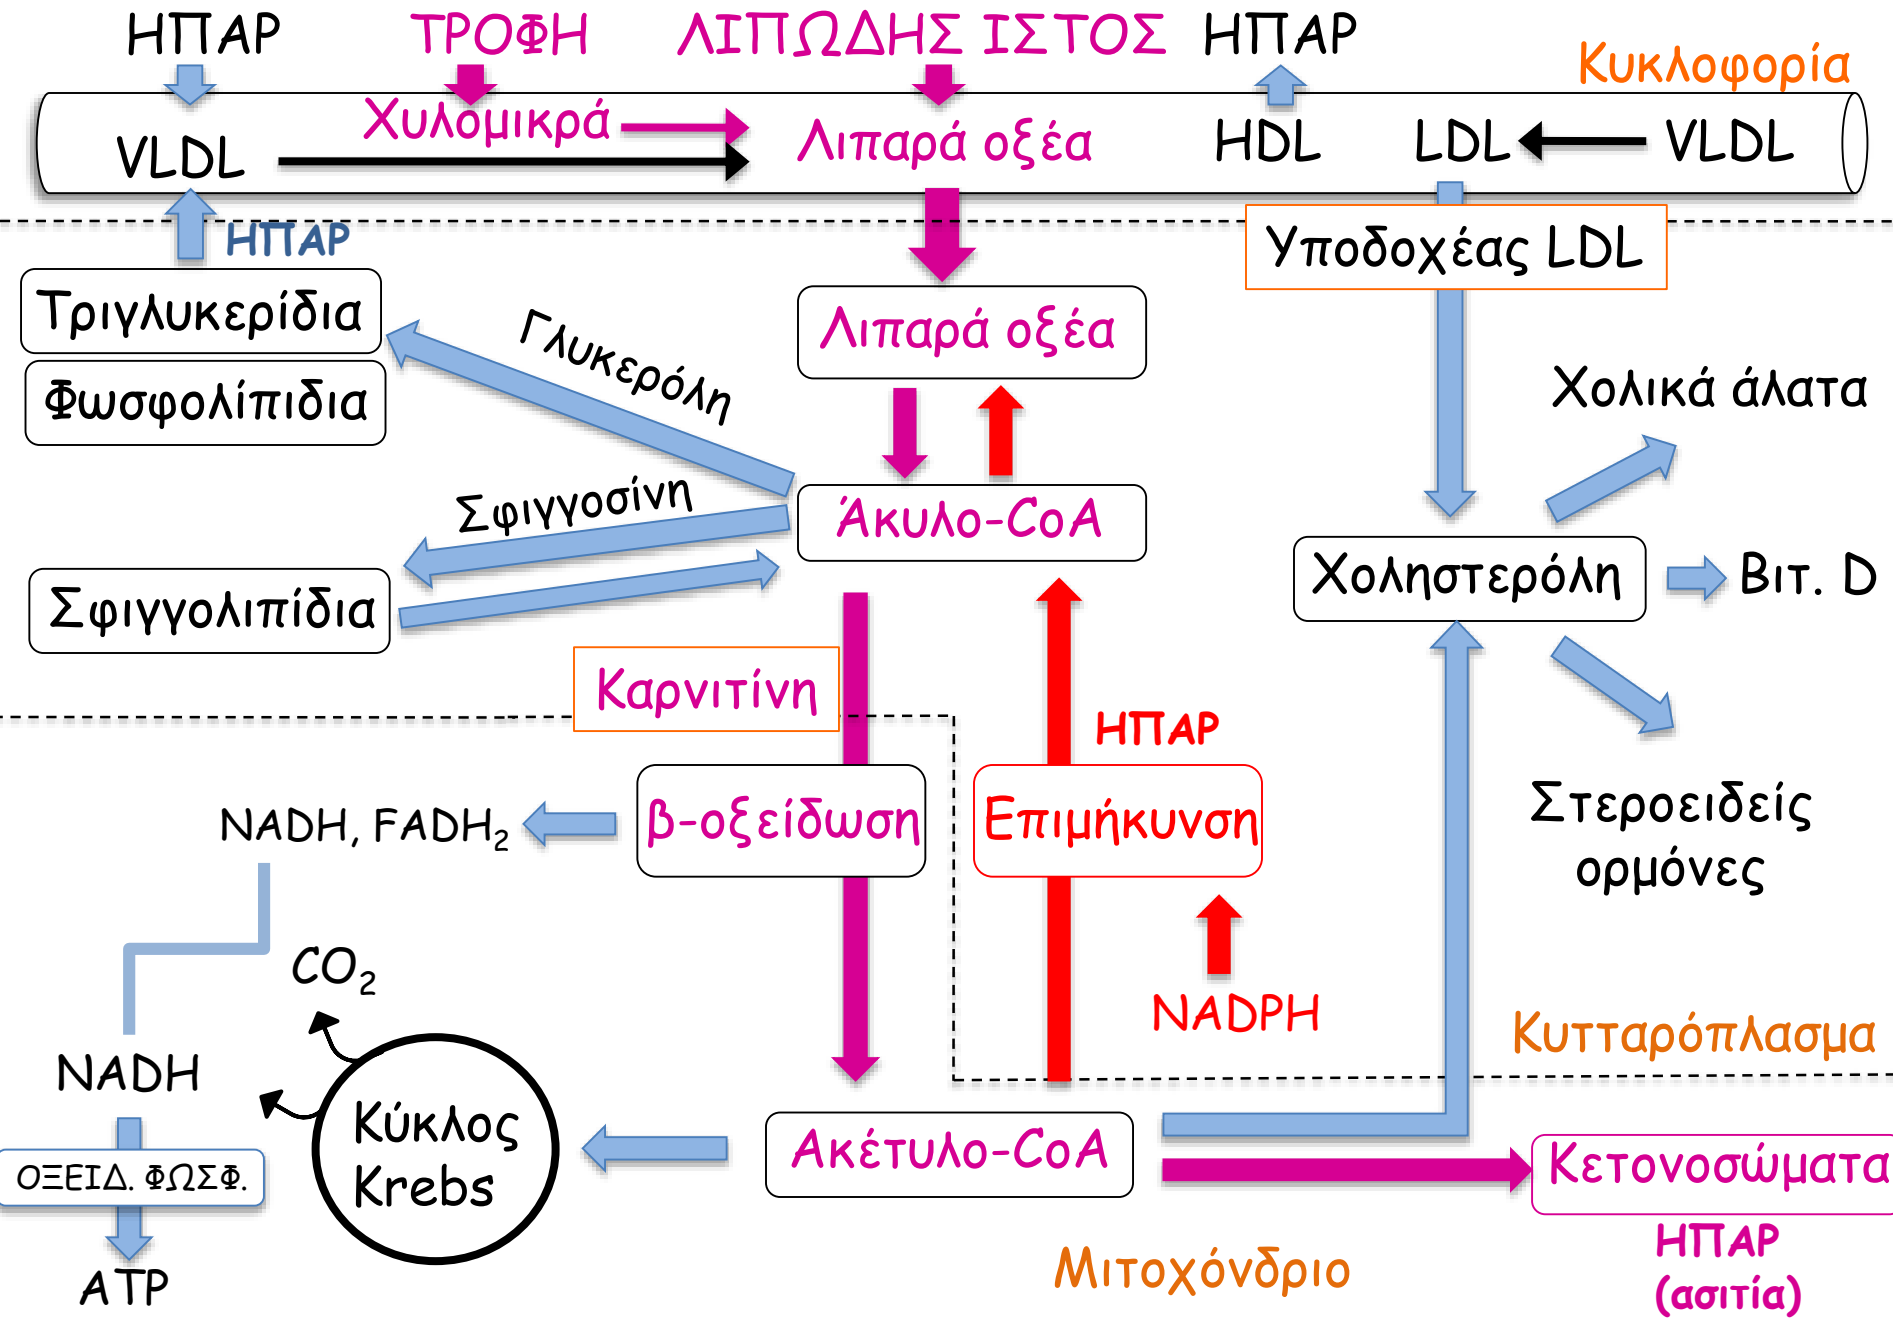 ΗΠΑΡ
ΤΡΟΦΗ
ΛΙΠΩΔΗΣ ΙΣΤΟΣ
ΗΠΑΡ
Κυκλοφορία
VLDL
Χυλομικρά
Λιπαρά οξέα
HDL
LDL
VLDL
ΗΠΑΡ
Υποδοχέας LDL
Τριγλυκερίδια
Γλυκερόλη
Λιπαρά οξέα
Φωσφολίπιδια
Χολικά άλατα
Σφιγγοσίνη
Άκυλο-CoA
Σφιγγολιπίδια
Χοληστερόλη
Βιτ. D
Καρνιτίνη
ΗΠΑΡ
NADH, FADH2
β-οξείδωση
Επιμήκυνση
Στεροειδείς
ορμόνες
CO2
NADPH
Κυτταρόπλασμα
NADH
Κύκλος
Krebs
Ακέτυλο-CoA
Κετονοσώματα
ΟΞΕΙΔ. ΦΩΣΦ.
ΗΠΑΡ
(ασιτία)
Μιτοχόνδριο
ATP